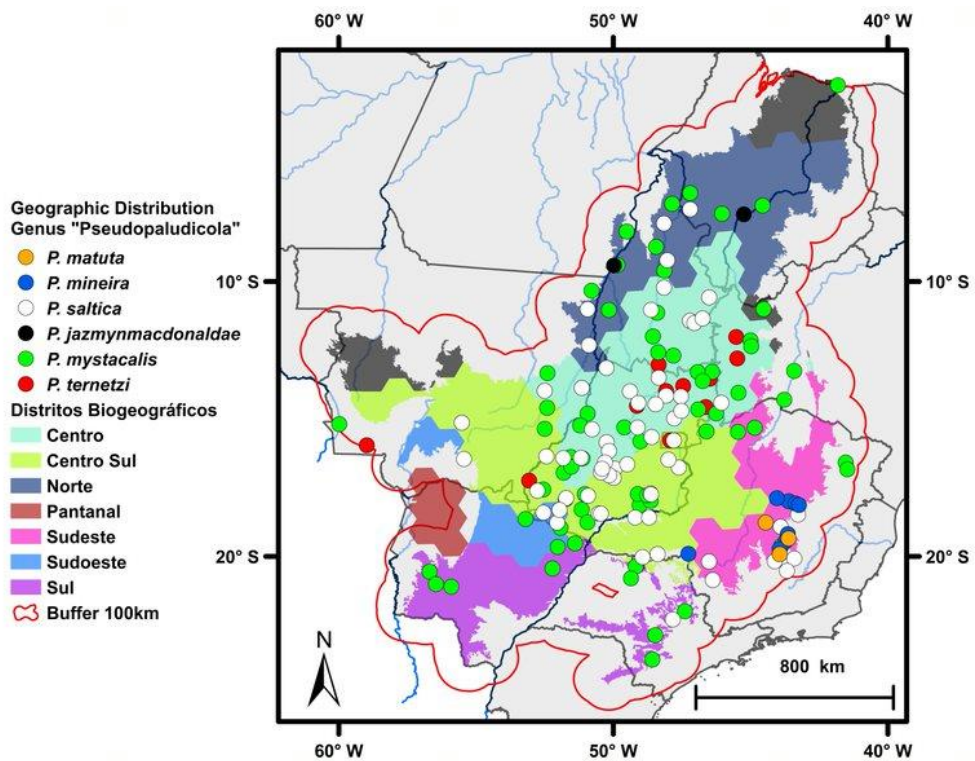 60° W 50° W 40° W
Geographic Distribution
Genus "Pseudopaludicola"
P. matuta
P. mineira
P. saltica
P. jazmynmacdonaldae
P. mystacalis
P. ternetzi
Distritos Biogeográficos
Centro
Centro Sul
Norte
Pantanal
Sudeste
Sudoeste
Sul
Buffer 100km
10° S 10° S
20° S 20° S
N
800 km
60° W 50° W 40° W